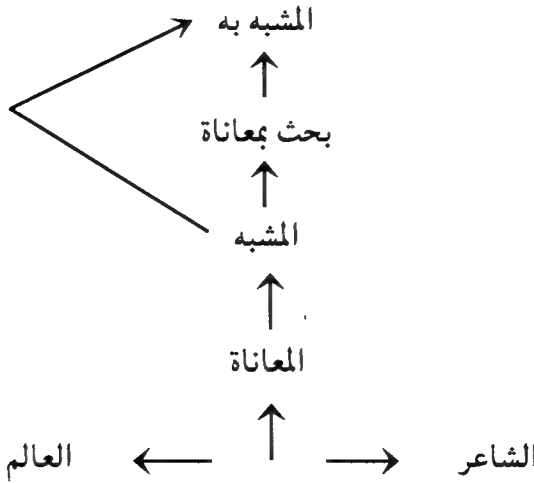 المشبه به
بحث بمعاناة
المشبه
المعاناة
الشاعر العالم